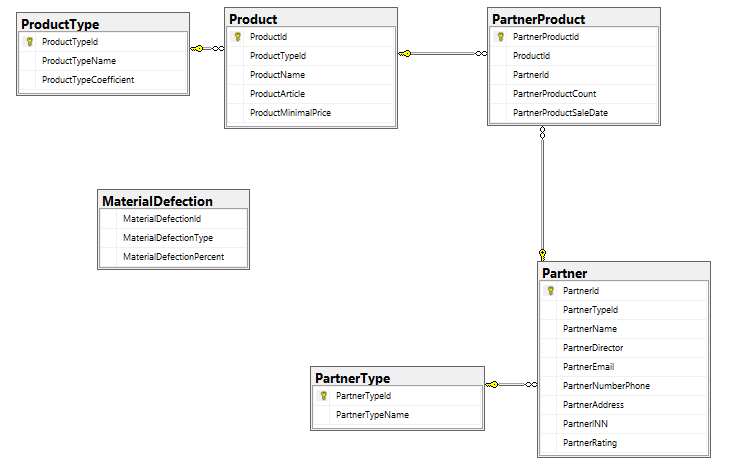 ProductType
ProductTypeId
ProductTypeName
ProductTypeCoefficient
Product
ProductId
ProductTypeId
ProductName
ProductArticle
ProductMinimalPrice
PartnerProduct
PartnerProductId
ProductId
PartnerId
PartnerProductCount
PartnerProductSaleDate
MaterialDefection
MaterialDefectionId
MaterialDefectionType
MaterialDefectionPercent
Partner
PartnerId
PartnerTypeId
PartnerName
PartnerDirector
PartnerEmail
PartnerNumberPhone
PartnerAddress
PartnerINN
PartnerRating
PartnerType
PartnerTypeId
PartnerTypeName